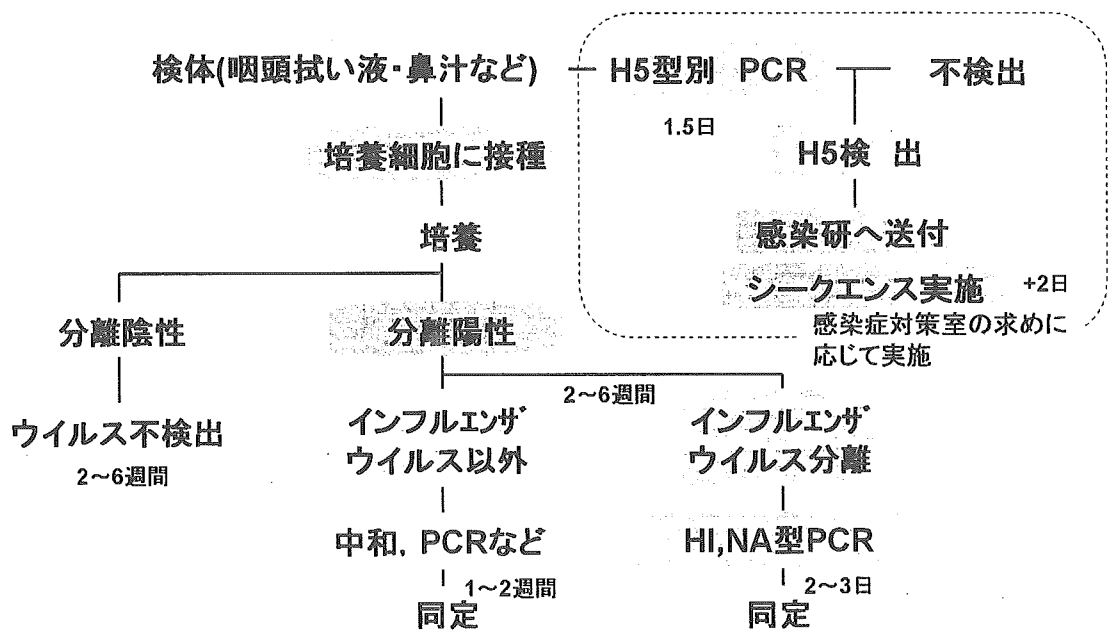 検体(咽頭拭い液・鼻汁など)
H5型別 PCR
不検出
1.5日
培養細胞に接種
H5検 出
培養
感染研へ送付
シークエンス実施 +2日
感染症対策室の求めに
応じて実施
分離陰性
分離陽性
2～6週間
ウイルス不検出
2～6週間
インフルエンザ
ウイルス以外
インフルエンザ
ウイルス分離
中和, PCRなど
HI,NA型PCR
1～2週間
2～3日
同定
同定